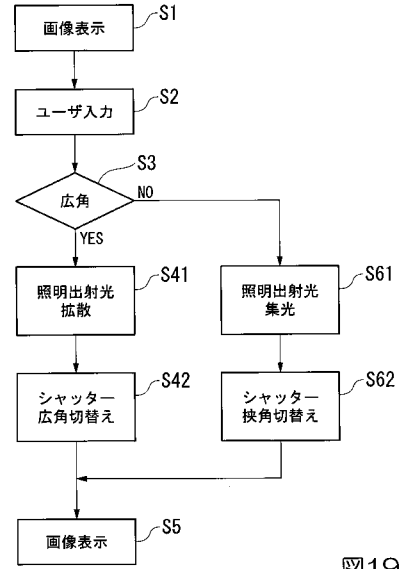 画像表示
S1
ユーザ入力
S2
広角
S3
NO
YES
照明出射光
拡散
S41
照明出射光
集光
S61
シャッター
広角切替え
S42
シャッター
挟角切替え
S62
画像表示
S5
図19